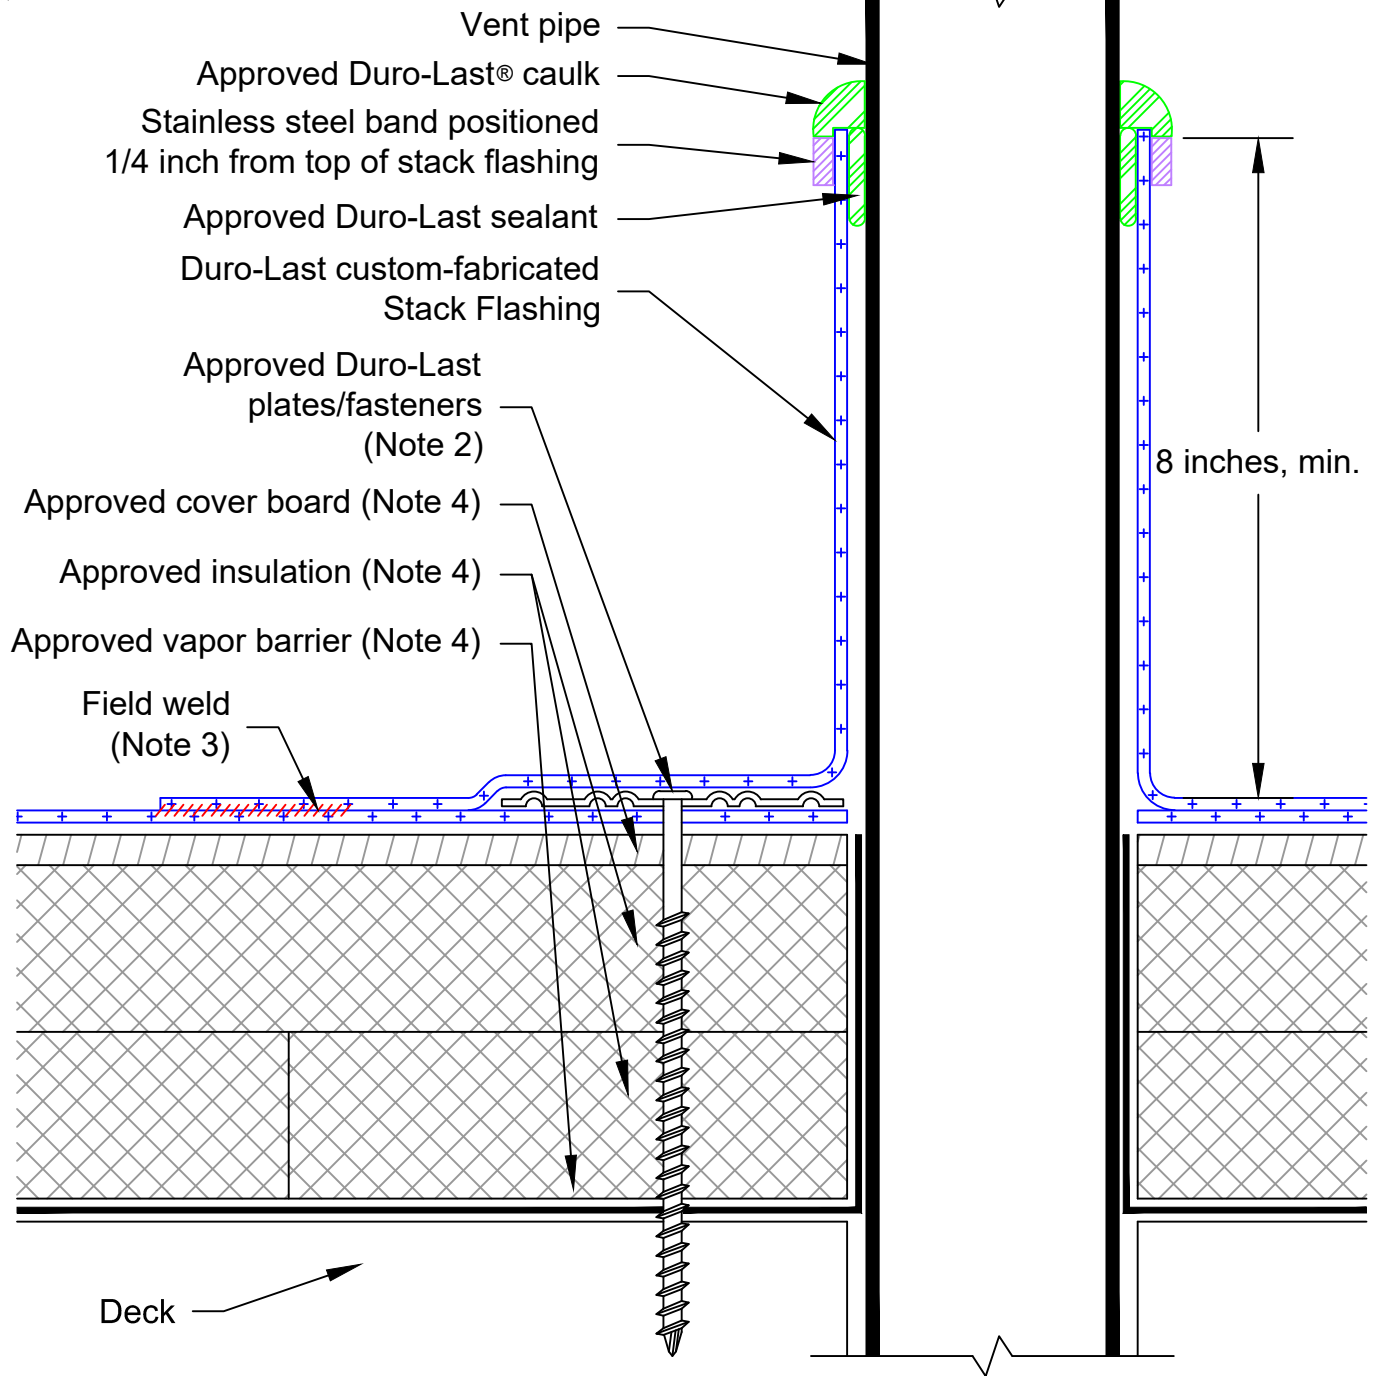 Vent pipe
Approved Duro-Last® caulk
Stainless steel band positioned
1/4 inch from top of stack flashing
Approved Duro-Last sealant
Duro-Last custom-fabricated
Stack Flashing
Approved Duro-Last
plates/fasteners
(Note 2)
8 inches, min.
Approved cover board (Note 4)
Approved insulation (Note 4)
Approved vapor barrier (Note 4)
Field weld
(Note 3)
Deck